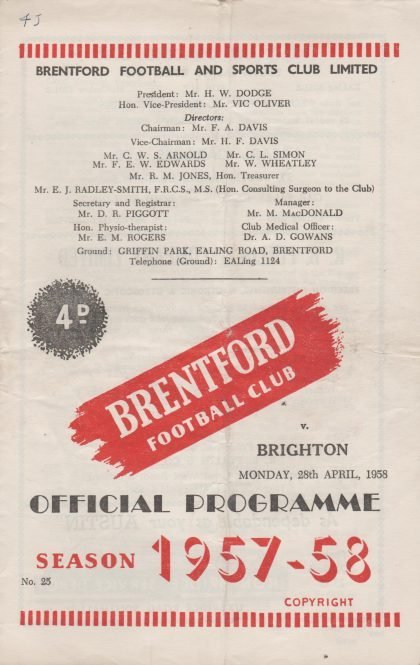 4J
BRENTFORD FOOTBALL AND SPORTS CLUB LIMITED
President: Mr. H. W. DODGE
Hon. Vice-President: Mr. VIC OLIVER
Directors:
Chairman: Mr. F. A. DAVIS
Vice-Chairman: Mr. H. F. DAVIS
Mr. C. W. S. ARNOLD Mr. C. L. SIMON
Mr. F. E. W. EDWARDS Mr. W. WHEATLEY
Mr. R. M. JONES, Hon. Treasurer
Mr. E. J. RADLEY-SMITH, F.R.C.S., M.S. (Hon. Consulting Surgeon to the Club)
Secretary and Registrar: Manager:
Mr. D. R. PIGGOTT Mr. M. MacDONALD
Hon. Physio-therapist: Club Medical Officer:
Mr. E. M. ROGERS Dr. A. D. GOWANS
Ground: GRIFFIN PARK, EALING ROAD, BRENTFORD
Telephone (Ground): EALing 1124
4D
BRENTFORD
FOOTBALL CLUB
v.
BRIGHTON
MONDAY, 28th APRIL, 1958
OFFICIAL PROGRAMME
SEASON 1957-58
No. 25
COPYRIGHT